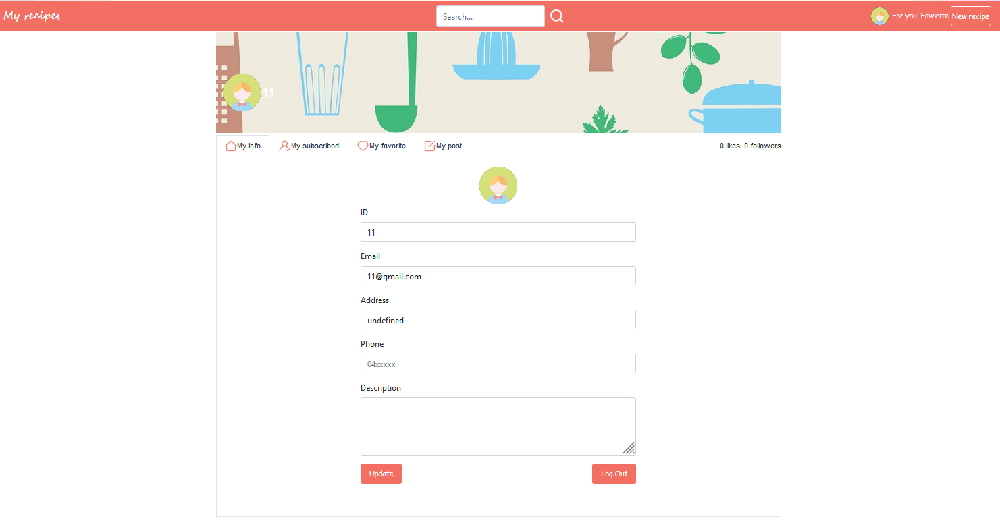 My recipes
Search...
For you Favorite New recipe
11
My info My subscribed My favorite My post 0 likes 0 followers
ID
11
Email
11@gmail.com
Address
undefined
Phone
04xxxxx
Description
Update Log Out